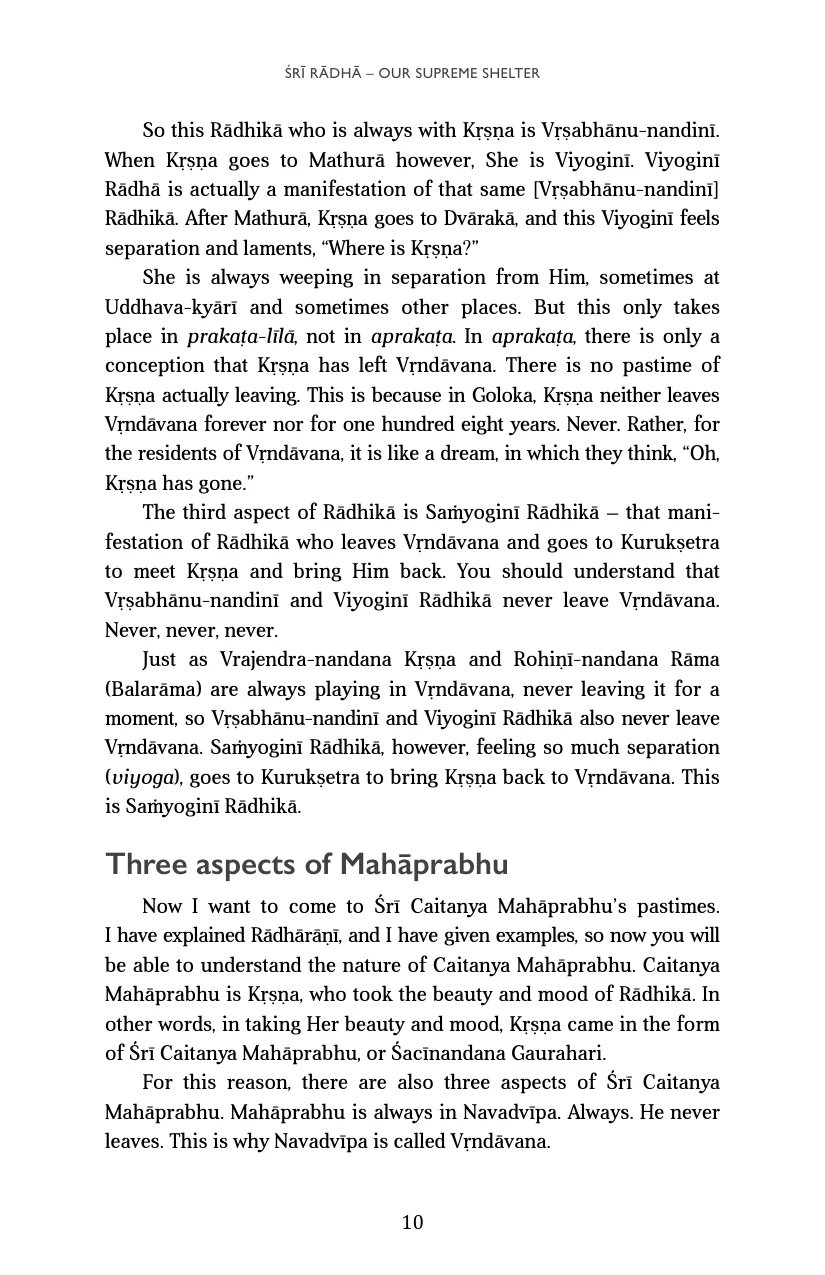 ŚRĪ RĀDHĀ – OUR SUPREME SHELTER
So this Rādhikā who is always with Kṛṣṇa is Vṛṣabhānu-nandinī.
When Kṛṣṇa goes to Mathurā however, She is Viyoginī. Viyoginī
Rādhā is actually a manifestation of that same [Vṛṣabhānu-nandinī]
Rādhikā. After Mathurā, Kṛṣṇa goes to Dvārakā, and this Viyoginī feels
separation and laments, “Where is Kṛṣṇa?”
She is always weeping in separation from Him, sometimes at
Uddhava-kyārī and sometimes other places. But this only takes
place in prakaṭa-līlā, not in aprakaṭa. In aprakaṭa, there is only a
conception that Kṛṣṇa has left Vṛndāvana. There is no pastime of
Kṛṣṇa actually leaving. This is because in Goloka, Kṛṣṇa neither leaves
Vṛndāvana forever nor for one hundred eight years. Never. Rather, for
the residents of Vṛndāvana, it is like a dream, in which they think, “Oh,
Kṛṣṇa has gone.”
The third aspect of Rādhikā is Saṁyoginī Rādhikā – that mani-
festation of Rādhikā who leaves Vṛndāvana and goes to Kurukṣetra
to meet Kṛṣṇa and bring Him back. You should understand that
Vṛṣabhānu-nandinī and Viyoginī Rādhikā never leave Vṛndāvana.
Never, never, never.
Just as Vrajendra-nandana Kṛṣṇa and Rohiṇī-nandana Rāma
(Balarāma) are always playing in Vṛndāvana, never leaving it for a
moment, so Vṛṣabhānu-nandinī and Viyoginī Rādhikā also never leave
Vṛndāvana. Saṁyoginī Rādhikā, however, feeling so much separation
(viyoga), goes to Kurukṣetra to bring Kṛṣṇa back to Vṛndāvana. This
is Saṁyoginī Rādhikā.
Three aspects of Mahāprabhu
Now I want to come to Śrī Caitanya Mahāprabhu’s pastimes.
I have explained Rādhārāṇī, and I have given examples, so now you will
be able to understand the nature of Caitanya Mahāprabhu. Caitanya
Mahāprabhu is Kṛṣṇa, who took the beauty and mood of Rādhikā. In
other words, in taking Her beauty and mood, Kṛṣṇa came in the form
of Śrī Caitanya Mahāprabhu, or Śacīnandana Gaurahari.
For this reason, there are also three aspects of Śrī Caitanya
Mahāprabhu. Mahāprabhu is always in Navadvīpa. Always. He never
leaves. This is why Navadvīpa is called Vṛndāvana.
10